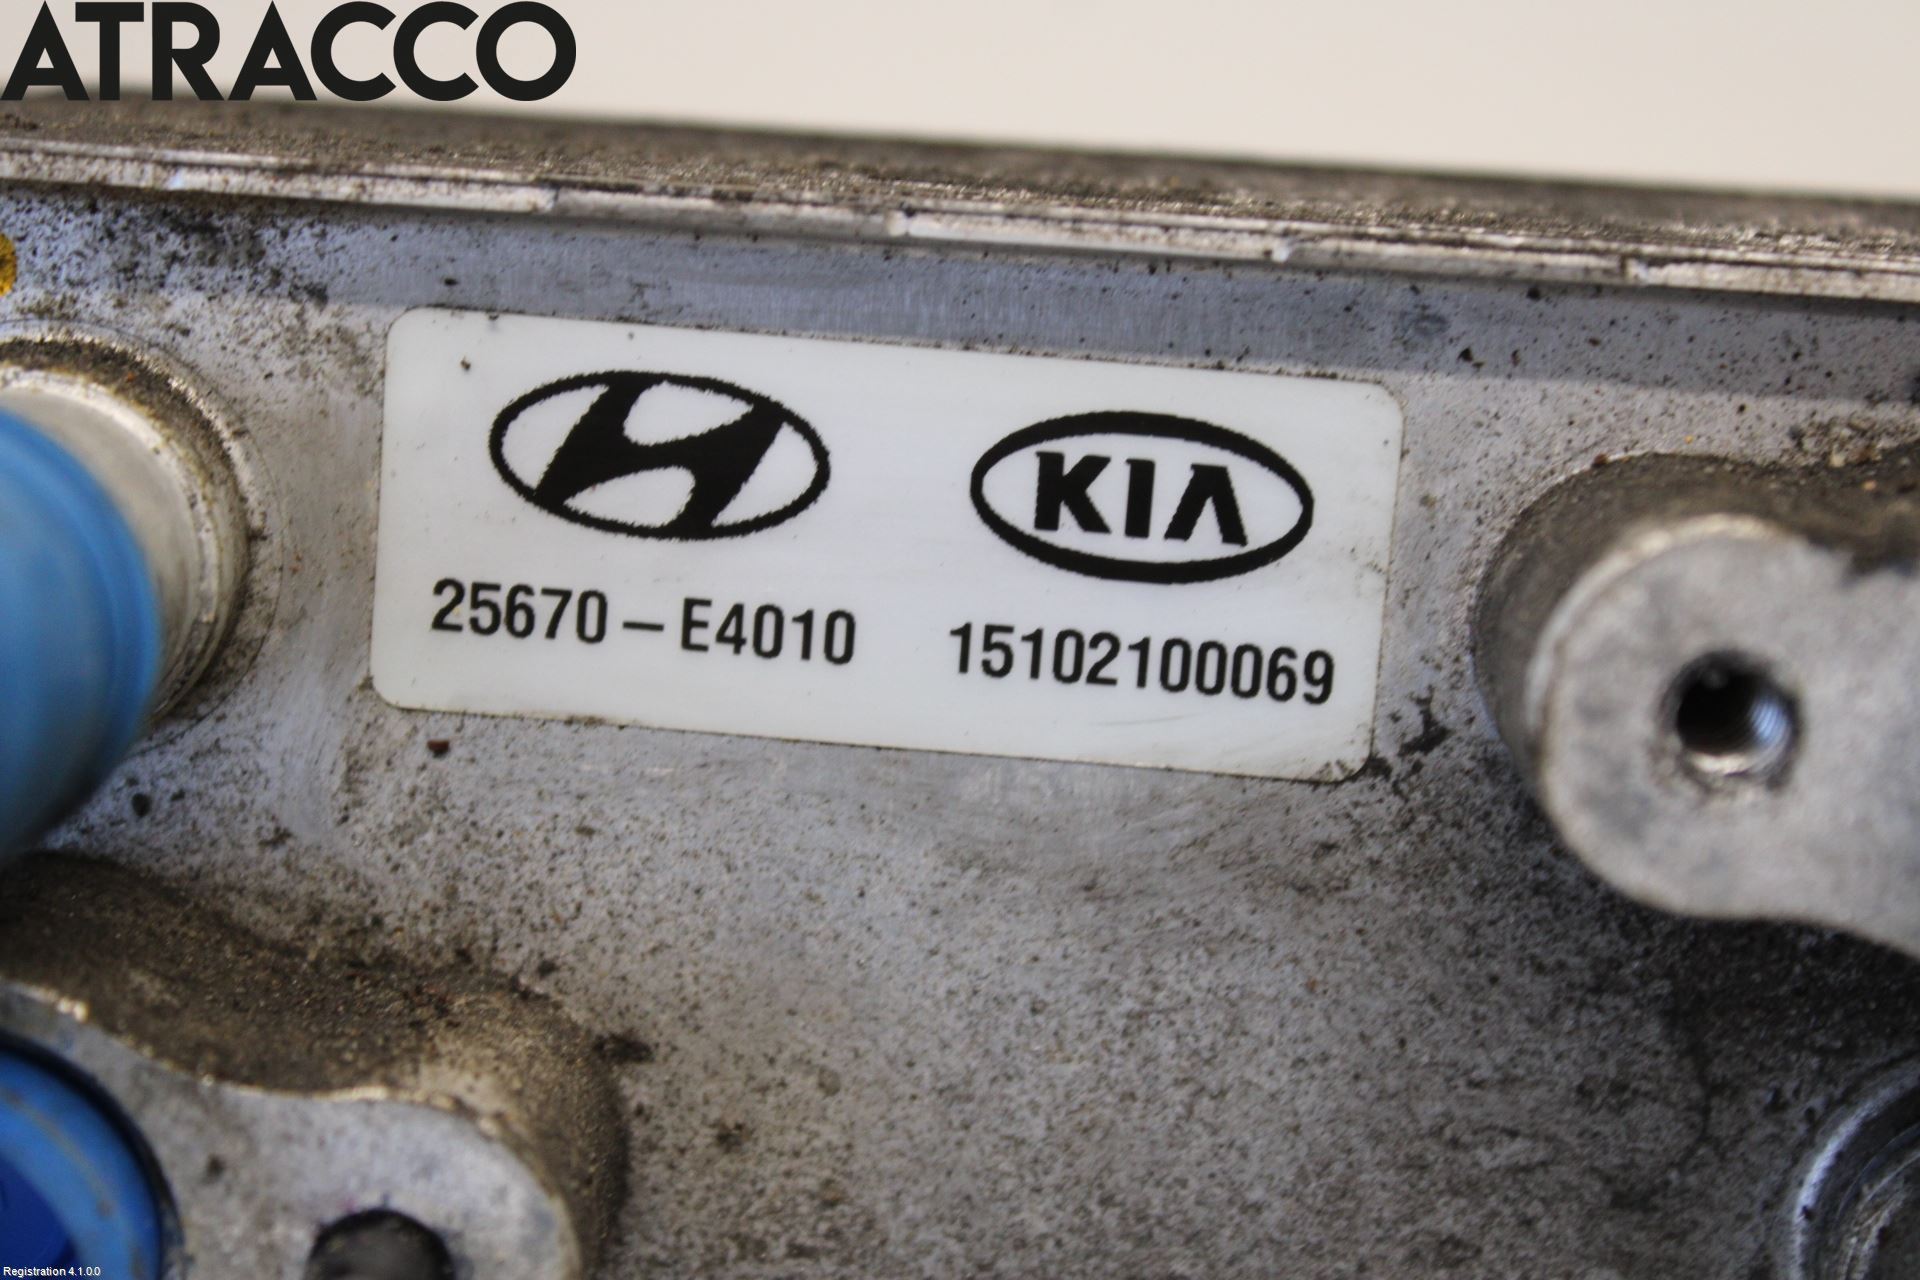 ATRACCO
KIA
25670-E4010 15102100069
Registration 4.1.0.0